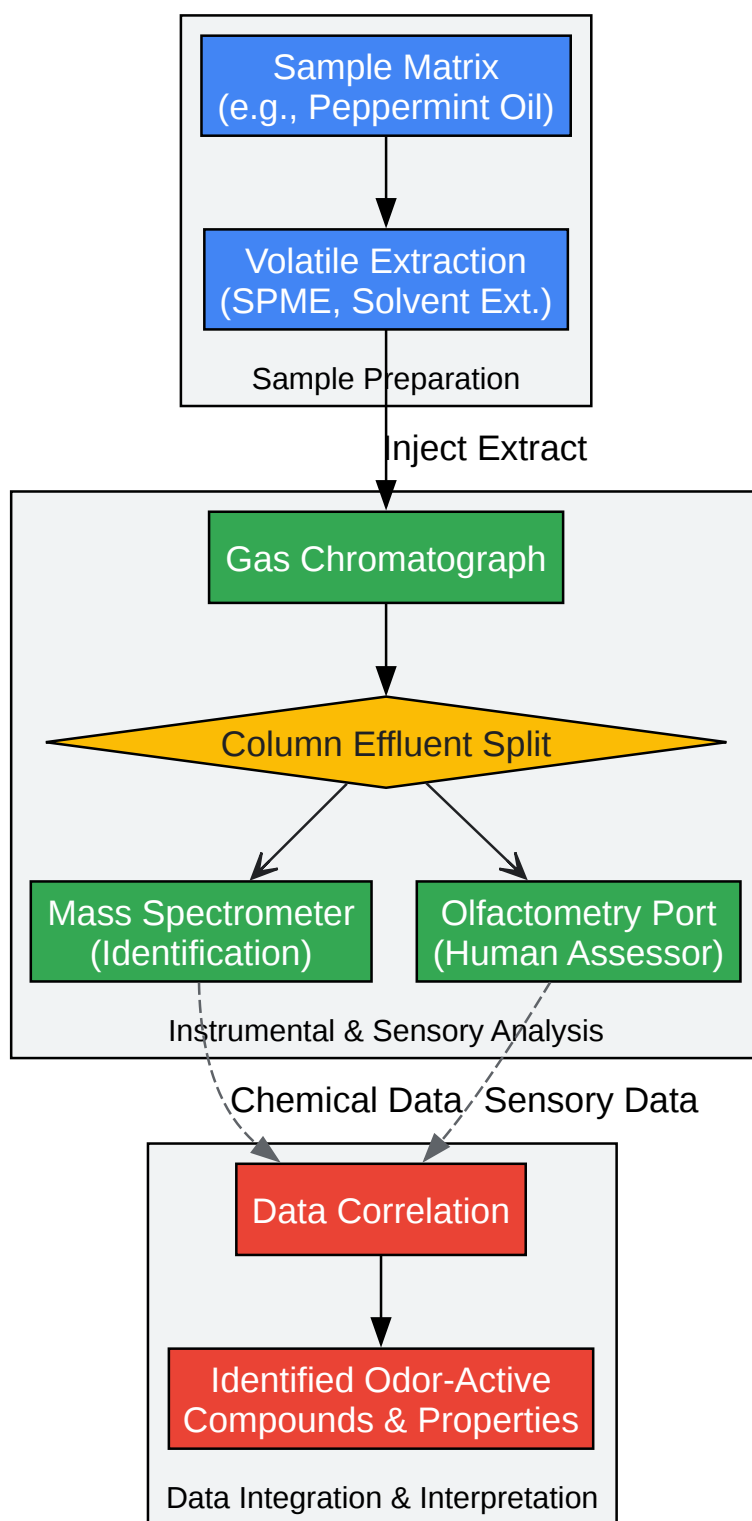 Sample Matrix
(e.g., Peppermint Oil)
Volatile Extraction
(SPME, Solvent Ext.)
Sample Preparation
Inject Extract
Gas Chromatograph
Column Effluent Split
Mass Spectrometer
(Identification)
Olfactometry Port
(Human Assessor)
Instrumental & Sensory Analysis
Chemical Data
Sensory Data
Data Correlation
Identified Odor-Active
Compounds & Properties
Data Integration & Interpretation